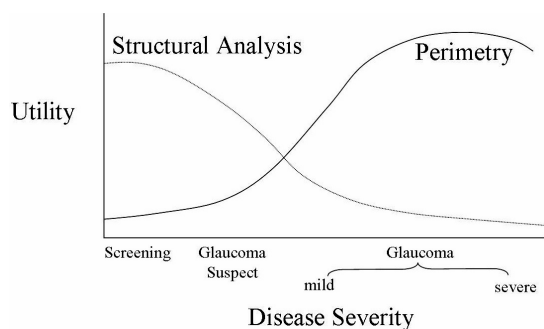 Structural Analysis
Perimetry
Utility
Screening
Glaucoma
Suspect
Glaucoma
mild
severe
Disease Severity